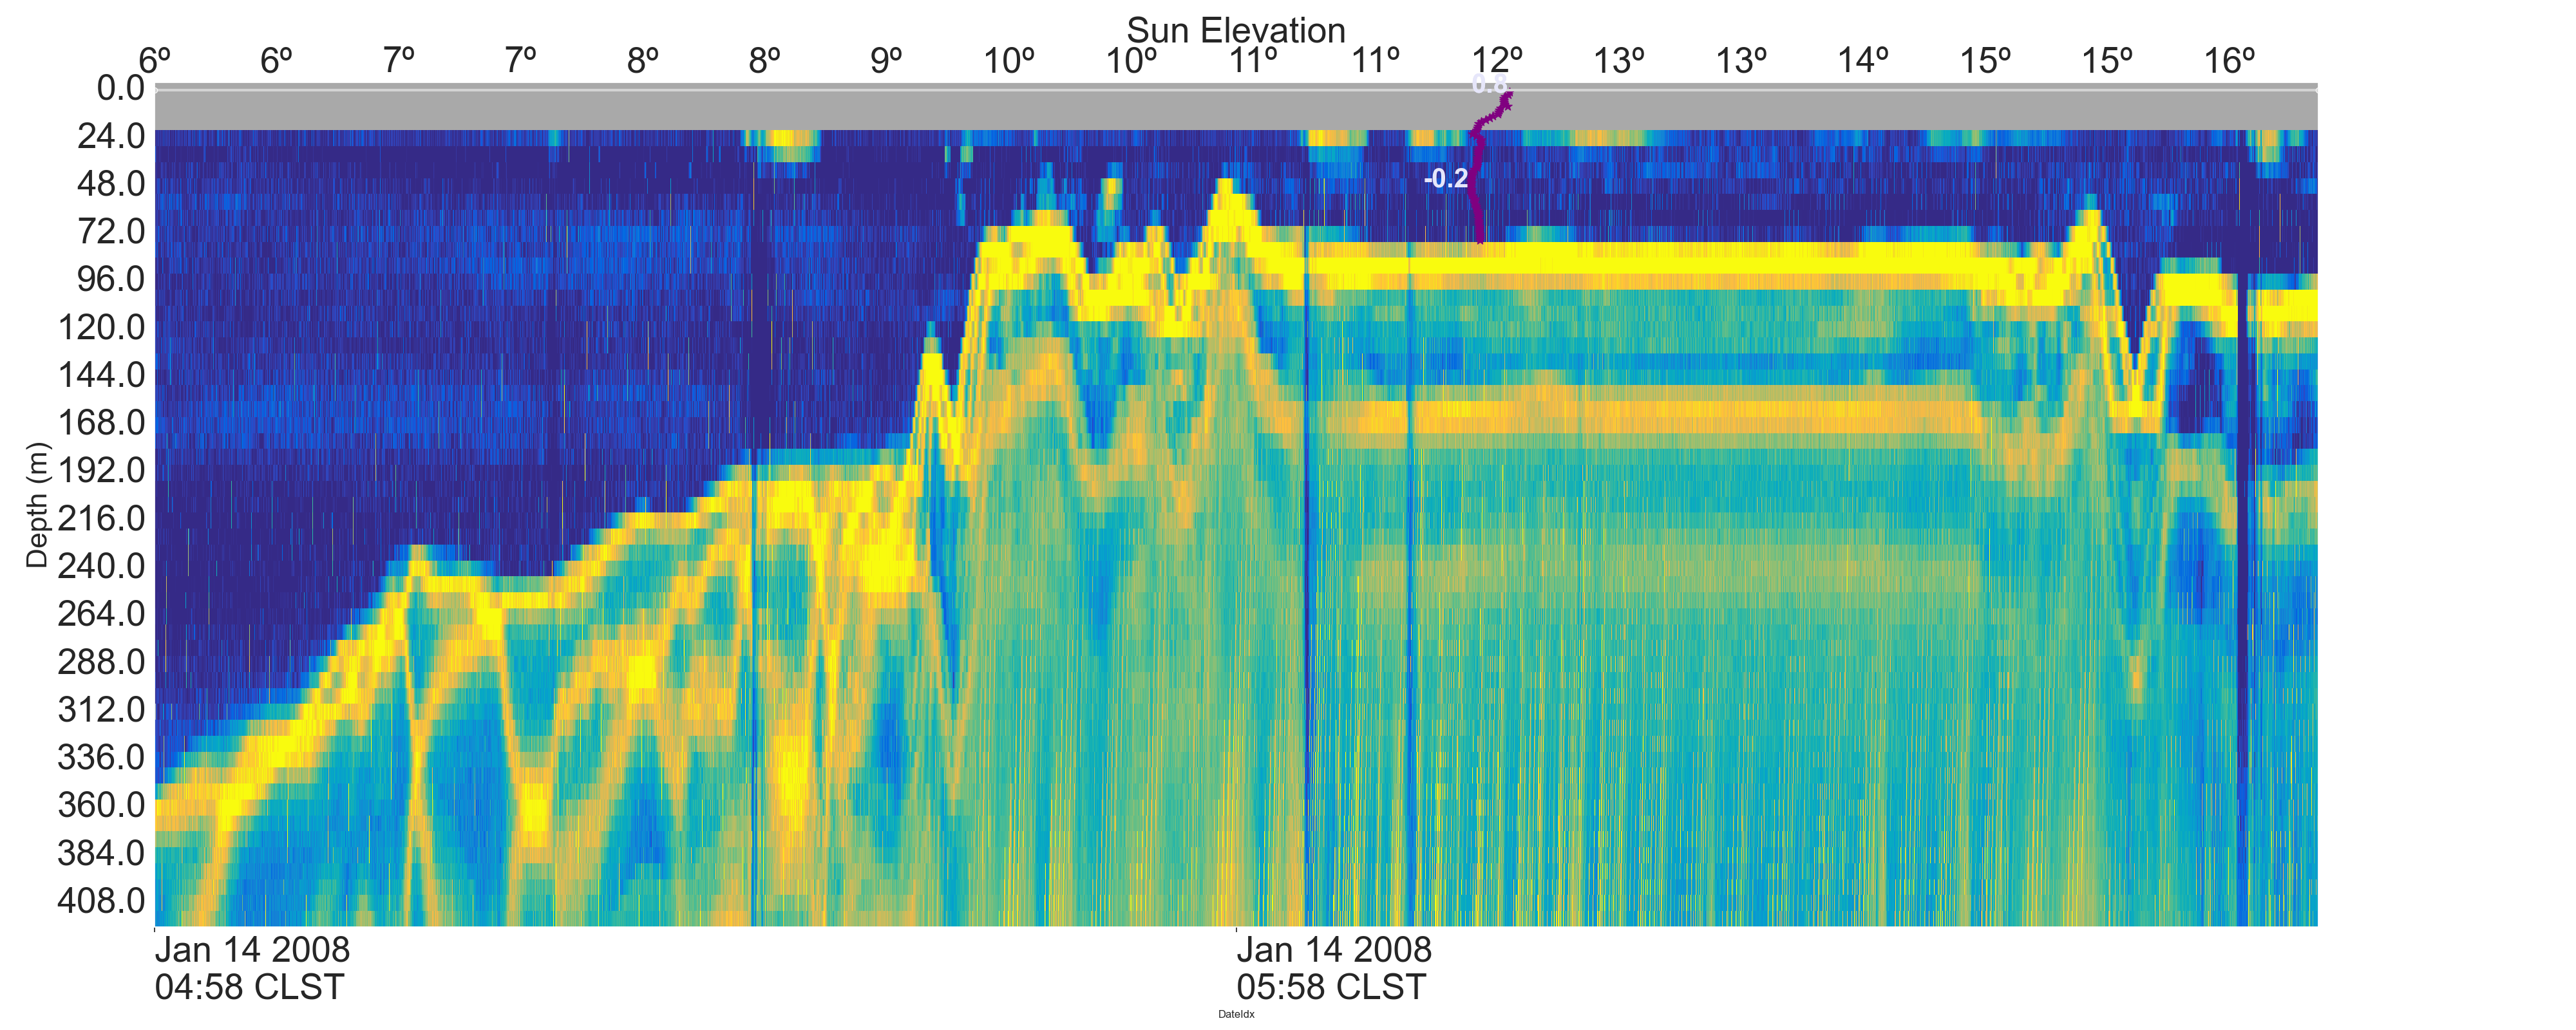 Sun Elevation
6º 6º 7º 7º 8º 8º 9º 10º 10º 11º 11º 12º 13º 13º 14º 15º 15º 16º
0.8
0.0
24.0
-0.2
48.0
72.0
96.0
120.0
144.0
168.0
192.0
216.0
240.0
264.0
288.0
312.0
336.0
360.0
384.0
408.0
Depth (m)
Jan 14 2008
04:58 CLST
Jan 14 2008
05:58 CLST
DateIdx